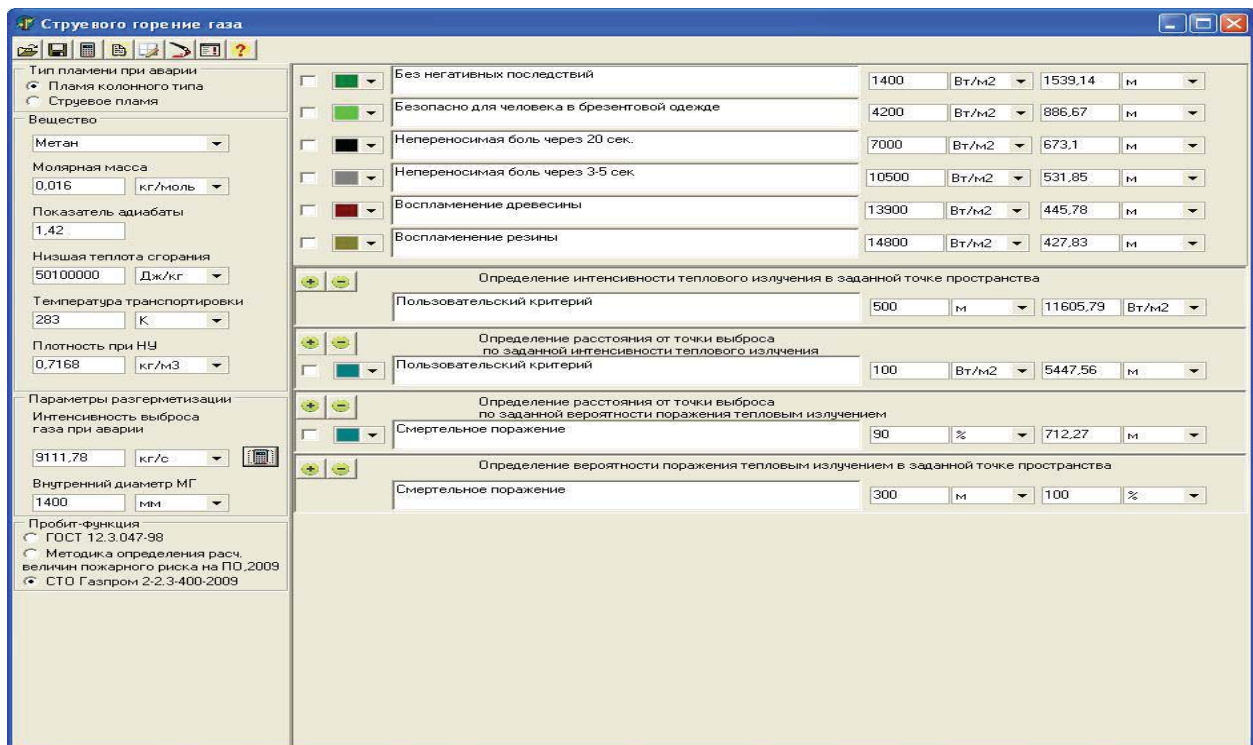 Струевого горение газа
Тип пламени при аварии
Пламя колонного типа
Струевое пламя
Вещество
Метан
Молярная масса
0,016 кг/моль
Показатель адиабаты
1,42
Низшая теплота сгорания
50100000 Дж/кг
Температура транспортировки
283 К
Плотность при НУ
0,7168 кг/м3
Параметры разгерметизации
Интенсивность выброса
газа при аварии
9111,78 кг/с
Внутренний диаметр МГ
1400 мм
Пробит-функция
ГОСТ 12.3.047-98
Методика определения расч.
величин пожарного риска на ПО,2009
СТО Газпром 2-2.3-400-2009
Без негативных последствий 1400 Вт/м2 1539,14 м
Безопасно для человека в брезентовой одежде 4200 Вт/м2 886,67 м
Непереносимая боль через 20 сек. 7000 Вт/м2 673,1 м
Непереносимая боль через 3-5 сек 10500 Вт/м2 531,85 м
Воспламенение древесины 13900 Вт/м2 445,78 м
Воспламенение резины 14800 Вт/м2 427,83 м
Определение интенсивности теплового излучения в заданной точке пространства
Пользовательский критерий 500 м 11605,79 Вт/м2
Определение расстояния от точки выброса
по заданной интенсивности теплового излучения
Пользовательский критерий 100 Вт/м2 5447,56 м
Определение расстояния от точки выброса
по заданной вероятности поражения тепловым излучением
Смертельное поражение 90 % 712,27 м
Определение вероятности поражения тепловым излучением в заданной точке пространства
Смертельное поражение 300 м 100 %